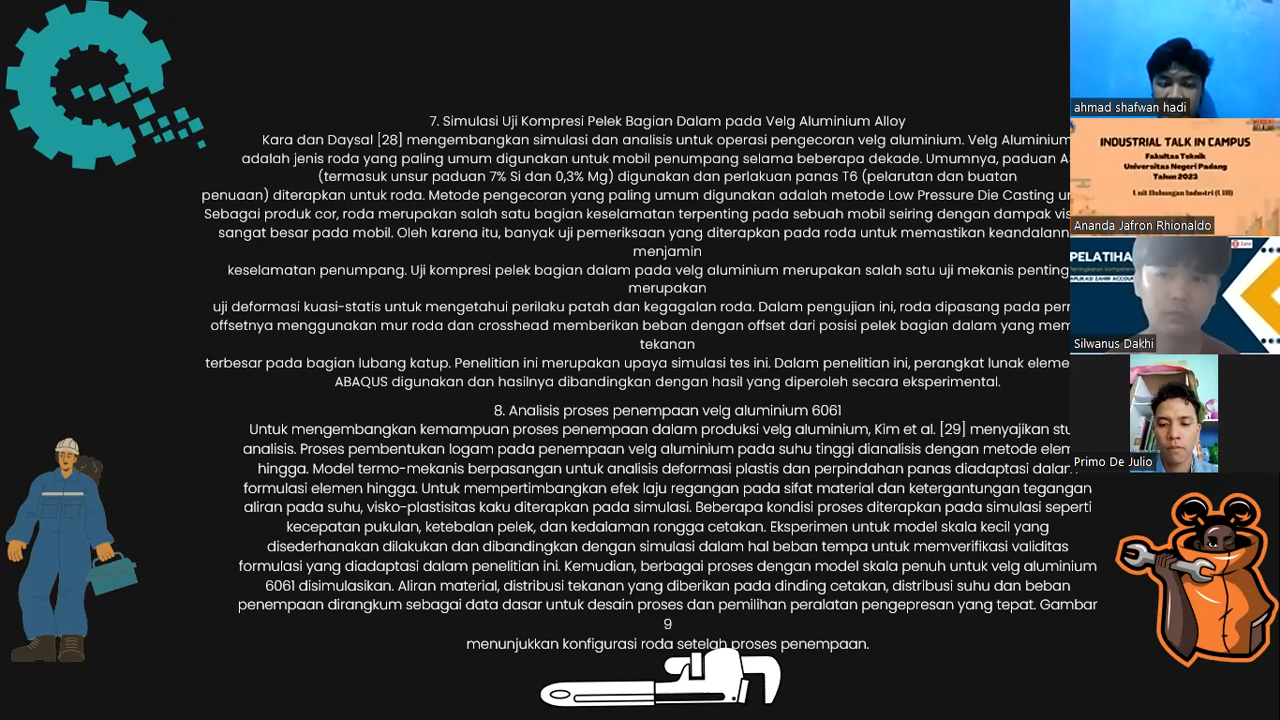 7. Simulasi Uji Kompresi Pelek Bagian Dalam pada Velg Aluminium Alloy
Kara dan Daysal [28] mengembangkan simulasi dan analisis untuk operasi pengecoran velg aluminium. Velg Aluminium
adalah jenis roda yang paling umum digunakan untuk mobil penumpang selama beberapa dekade. Umumnya, paduan
(termasuk unsur paduan 7% Si dan 0,3% Mg) digunakan dan perlakuan panas T6 (pelarutan dan buatan
penuaan) diterapkan untuk roda. Metode pengecoran yang paling umum digunakan adalah metode Low Pressure Die Casting
Sebagai produk cor, roda merupakan salah satu bagian keselamatan terpenting pada sebuah mobil seiring dengan dampak
sangat besar pada mobil. Oleh karena itu, banyak uji pemeriksaan yang diterapkan pada roda untuk memastikan
menjamin
keselamatan penumpang. Uji kompresi pelek bagian dalam pada velg aluminium merupakan salah satu uji mekanis penting
merupakan
uji deformasi kuasi-statis untuk mengetahui perilaku patah dan kegagalan roda. Dalam pengujian ini, roda dipasang pada
offsetnya menggunakan mur roda dan crosshead memberikan beban dengan offset dari posisi pelek bagian dalam yang
tekanan
terbesar pada bagian lubang katup. Penelitian ini merupakan upaya simulasi tes ini. Dalam penelitian ini, perangkat lunak
ABAQUS digunakan dan hasilnya dibandingkan dengan hasil yang diperoleh secara eksperimental.
8. Analisis proses penempaan velg aluminium 6061
Untuk mengembangkan kemampuan proses penempaan dalam produksi velg aluminium, Kim et al. [29] menyajikan
analisis. Proses pembentukan logam pada penempaan velg aluminium pada suhu tinggi dianalisis dengan metode
hingga. Model termo-mekanis berpasangan untuk analisis deformasi plastis dan perpindahan panas diadaptasi dalam
formulasi elemen hingga. Untuk mempertimbangkan efek laju regangan pada sifat material dan ketergantungan tegangan
aliran pada suhu, visko-plastisitas kaku diterapkan pada simulasi. Beberapa kondisi proses diterapkan pada simulasi seperti
kecepatan pukulan, ketebalan pelek, dan kedalaman rongga cetakan. Eksperimen untuk model skala kecil yang
disederhanakan dilakukan dan dibandingkan dengan simulasi dalam hal beban tempa untuk memverifikasi validitas
formulasi yang diadaptasi dalam penelitian ini. Kemudian, berbagai proses dengan model skala penuh untuk velg aluminium
6061 disimulasikan. Aliran material, distribusi tekanan yang diberikan pada dinding cetakan, distribusi suhu dan beban
penempaan dirangkum sebagai data dasar untuk desain proses dan pemilihan peralatan pengepresan yang tepat. Gambar
9
menunjukkan konfigurasi roda setelah proses penempaan.
ahmad shafwan hadi
INDUSTRIAL TALK IN CAMPUS
Fakultas Teknik
Universitas Negeri Padang
Tahun 2023
Unit Hubungan Industri (UHI)
Ananda Jafron Rhionaldo
PELATIHA
APLIKASI ZAHIR
Silwanus Dakhi
Primo De Julio